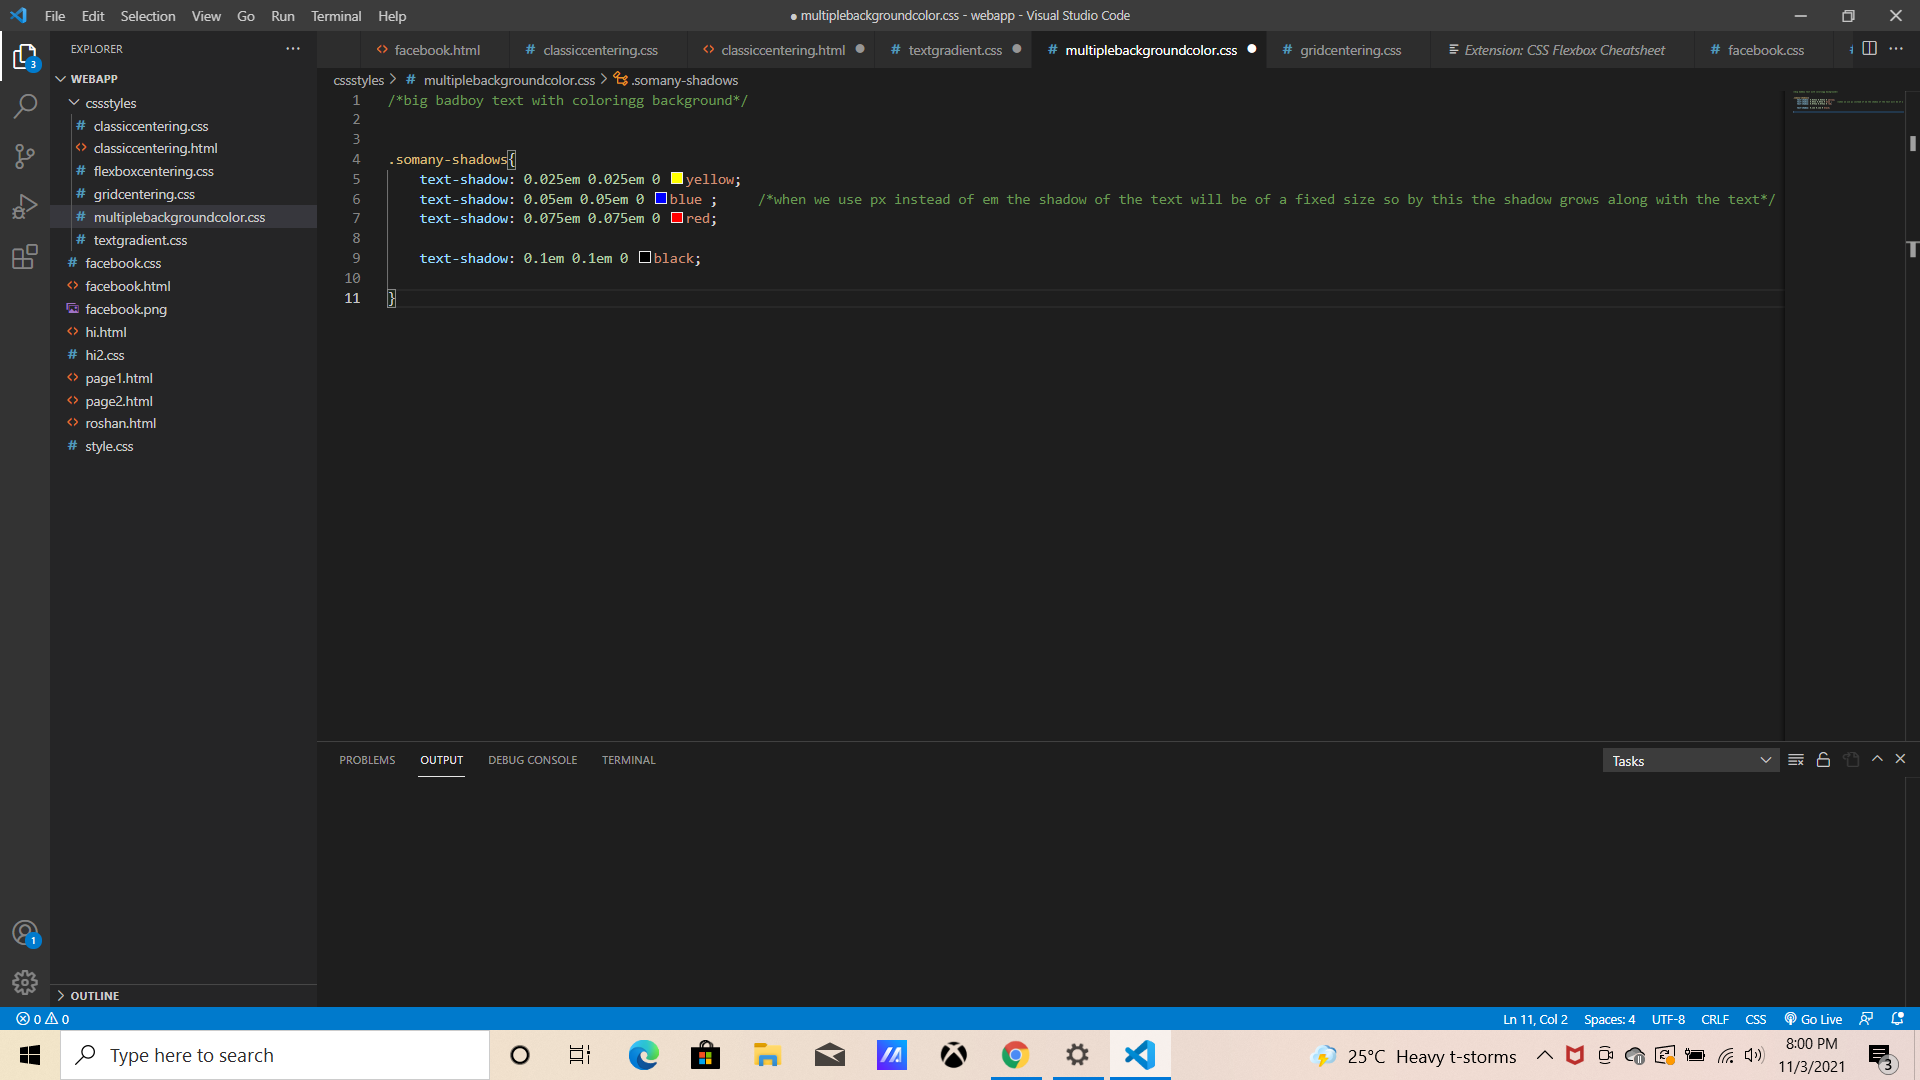 File Edit Selection View Go Run Terminal Help
● multiplebackgroundcolor.css - webapp - Visual Studio Code
EXPLORER
facebook.html
classiccentering.css
classiccentering.html
textgradient.css
multiplebackgroundcolor.css
gridcentering.css
Extension: CSS Flexbox Cheatsheet
facebook.css
WEBAPP
cssstyles
classiccentering.css
classiccentering.html
flexboxcentering.css
gridcentering.css
multiplebackgroundcolor.css
textgradient.css
facebook.css
facebook.html
facebook.png
hi.html
hi2.css
page1.html
page2.html
roshan.html
style.css
OUTLINE
cssstyles > # multiplebackgroundcolor.css > .somany-shadows
1 /*big badboy text with coloringg background*/
2
3
4 .somany-shadows{
5 text-shadow: 0.025em 0.025em 0 yellow;
6 text-shadow: 0.05em 0.05em 0 blue ; /*when we use px instead of em the shadow of the text will be of a fixed size so by this the shadow grows along with the text*/
7 text-shadow: 0.075em 0.075em 0 red;
8
9 text-shadow: 0.1em 0.1em 0 black;
10
11 }
PROBLEMS OUTPUT DEBUG CONSOLE TERMINAL
Tasks
3
1
0 0
Ln 11, Col 2 Spaces: 4 UTF-8 CRLF CSS Go Live
Type here to search
25°C Heavy t-storms
8:00 PM
11/3/2021
3